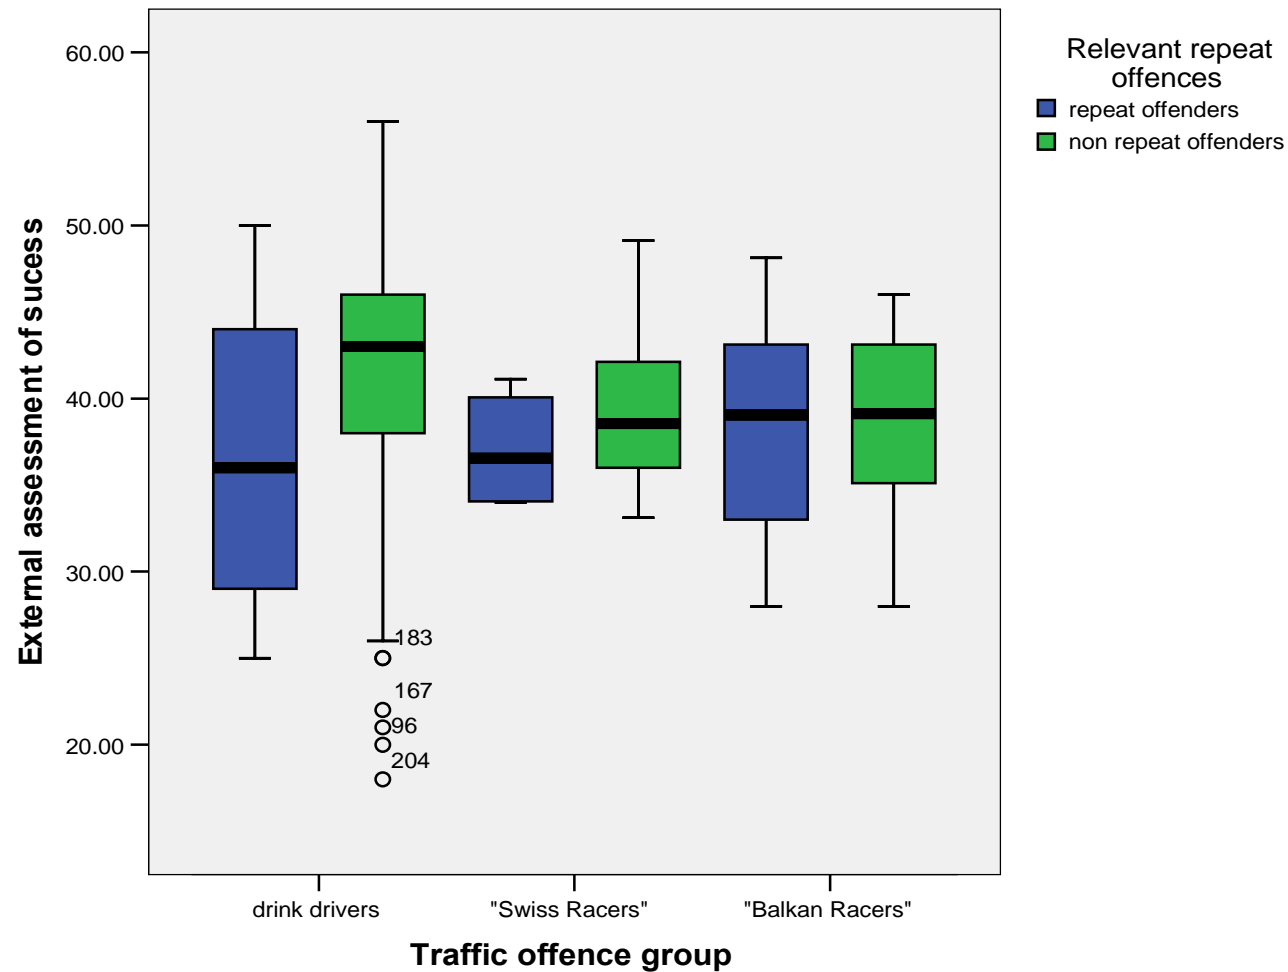 60.00
50.00
40.00
30.00
20.00
External assessment of sucess
183
167
96
204
drink drivers
"Swiss Racers"
"Balkan Racers"
Traffic offence group
Relevant repeat
offences
repeat offenders
non repeat offenders